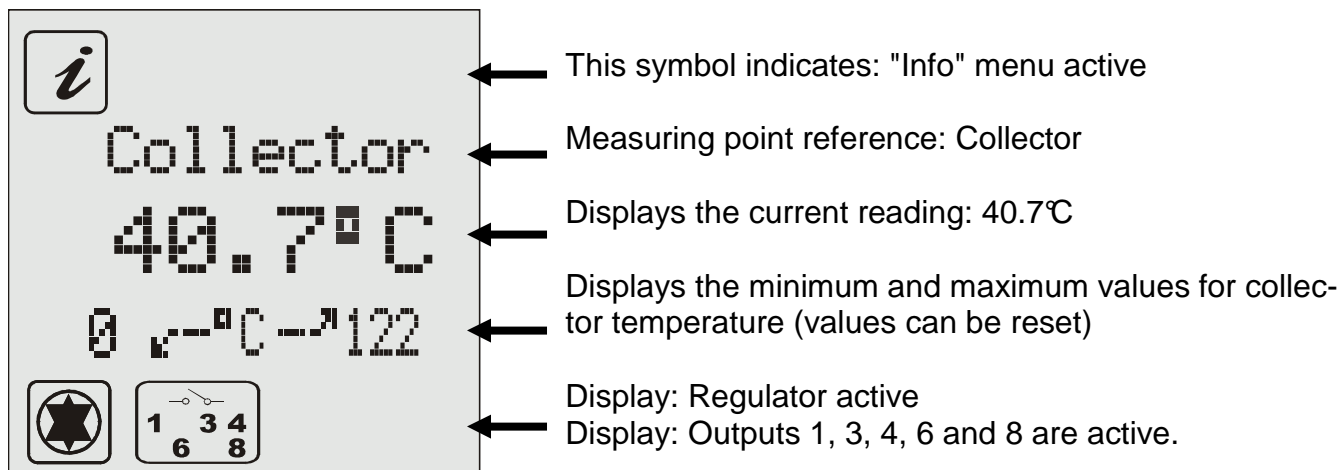 i
This symbol indicates: "Info" menu active
Collector
Measuring point reference: Collector
40.7°C
Displays the current reading: 40.7°C
0 °C 122
Displays the minimum and maximum values for collec-
tor temperature (values can be reset)
1 3 4
6 8
Display: Regulator active
Display: Outputs 1, 3, 4, 6 and 8 are active.